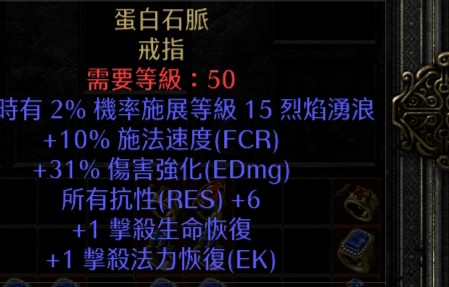 蛋白石脈
戒指
需要等級：50
時有 2% 機率施展等級 15 烈焰湧浪
+10% 施法速度(FCR)
+31% 傷害強化(EDmg)
所有抗性(RES) +6
+1 擊殺生命恢復
+1 擊殺法力恢復(EK)